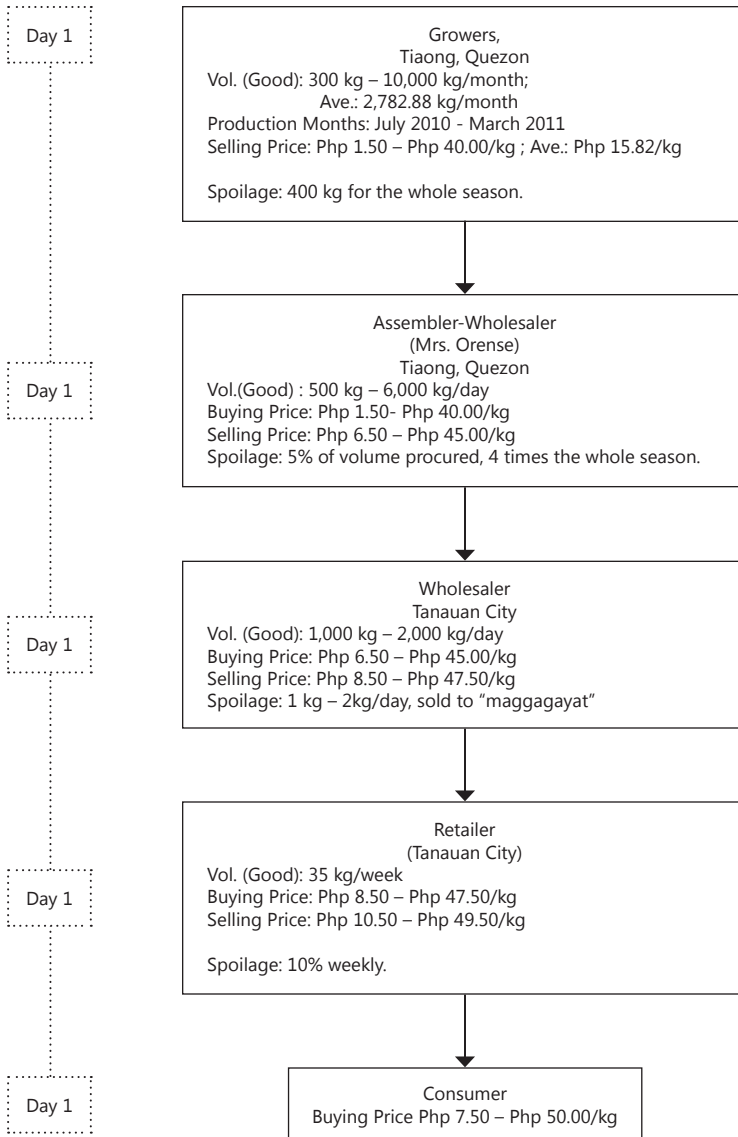 Day 1
Growers,
Tiaong, Quezon
Vol. (Good): 300 kg – 10,000 kg/month;
Ave.: 2,782.88 kg/month
Production Months: July 2010 - March 2011
Selling Price: Php 1.50 – Php 40.00/kg ; Ave.: Php 15.82/kg
Spoilage: 400 kg for the whole season.
Day 1
Assembler-Wholesaler
(Mrs. Orense)
Tiaong, Quezon
Vol.(Good) : 500 kg – 6,000 kg/day
Buying Price: Php 1.50- Php 40.00/kg
Selling Price: Php 6.50 – Php 45.00/kg
Spoilage: 5% of volume procured, 4 times the whole season.
Day 1
Wholesaler
Tanauan City
Vol. (Good): 1,000 kg – 2,000 kg/day
Buying Price: Php 6.50 – Php 45.00/kg
Selling Price: Php 8.50 – Php 47.50/kg
Spoilage: 1 kg – 2kg/day, sold to “maggagayat”
Day 1
Retailer
(Tanauan City)
Vol. (Good): 35 kg/week
Buying Price: Php 8.50 – Php 47.50/kg
Selling Price: Php 10.50 – Php 49.50/kg
Spoilage: 10% weekly.
Day 1
Consumer
Buying Price Php 7.50 – Php 50.00/kg